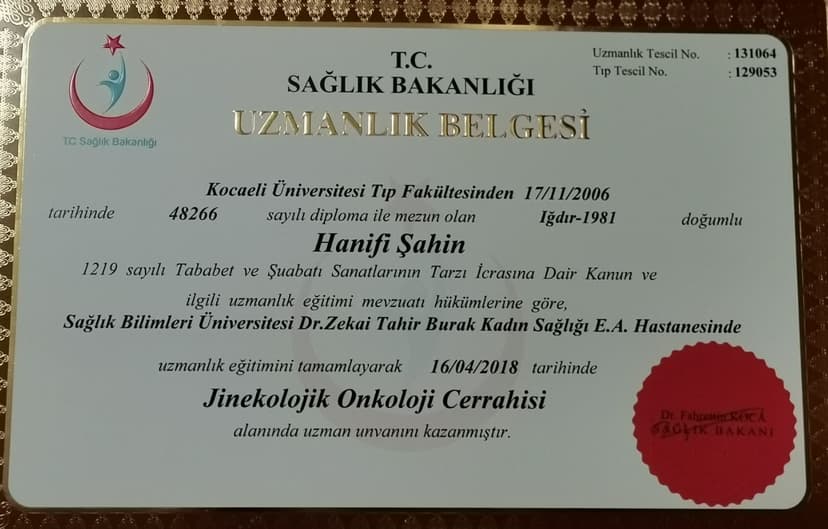 T.C.
SAĞLIK BAKANLIĞI
UZMANLIK BELGESİ
Uzmanlık Tescil No. : 131064
Tıp Tescil No. : 129053
T.C. Sağlık Bakanlığı
Kocaeli Üniversitesi Tıp Fakültesinden 17/11/2006
tarihinde 48266 sayılı diploma ile mezun olan Iğdır-1981 doğumlu
Hanifi Şahin
1219 sayılı Tababet ve Şuabatı Sanatlarının Tarzı İcrasına Dair Kanun ve
ilgili uzmanlık eğitimi mevzuatı hükümlerine göre,
Sağlık Bilimleri Üniversitesi Dr.Zekai Tahir Burak Kadın Sağlığı E.A. Hastanesinde
uzmanlık eğitimini tamamlayarak 16/04/2018 tarihinde
Jinekolojik Onkoloji Cerrahisi
alanında uzman unvanını kazanmıştır.
Dr. Fahrettin KOCA
SAĞLIK BAKANI